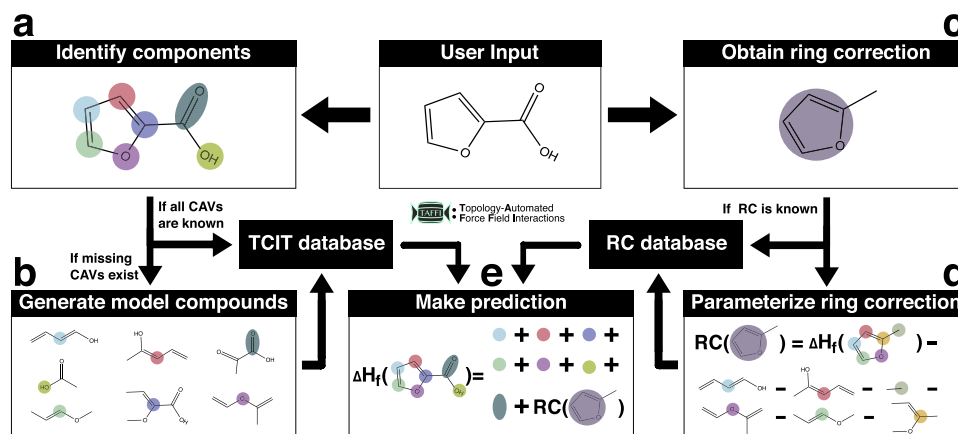 a
Identify components
O
O
OH
User Input
O
O
OH
c
Obtain ring correction
O
If all CAVs
are known
TAFFI
: Topology-Automated
Force Field Interactions
If RC is known
TCIT database
RC database
If missing
CAVs exist
b
Generate model compounds
OH
HO
O
O
OH
O
HO
O
O
O
O
e
Make prediction
ΔHf( ) =
+ + +
+ + +
+ RC( )
d
Parameterize ring correction
RC( ) = ΔHf( ) −
OH − HO − −
O − O − O